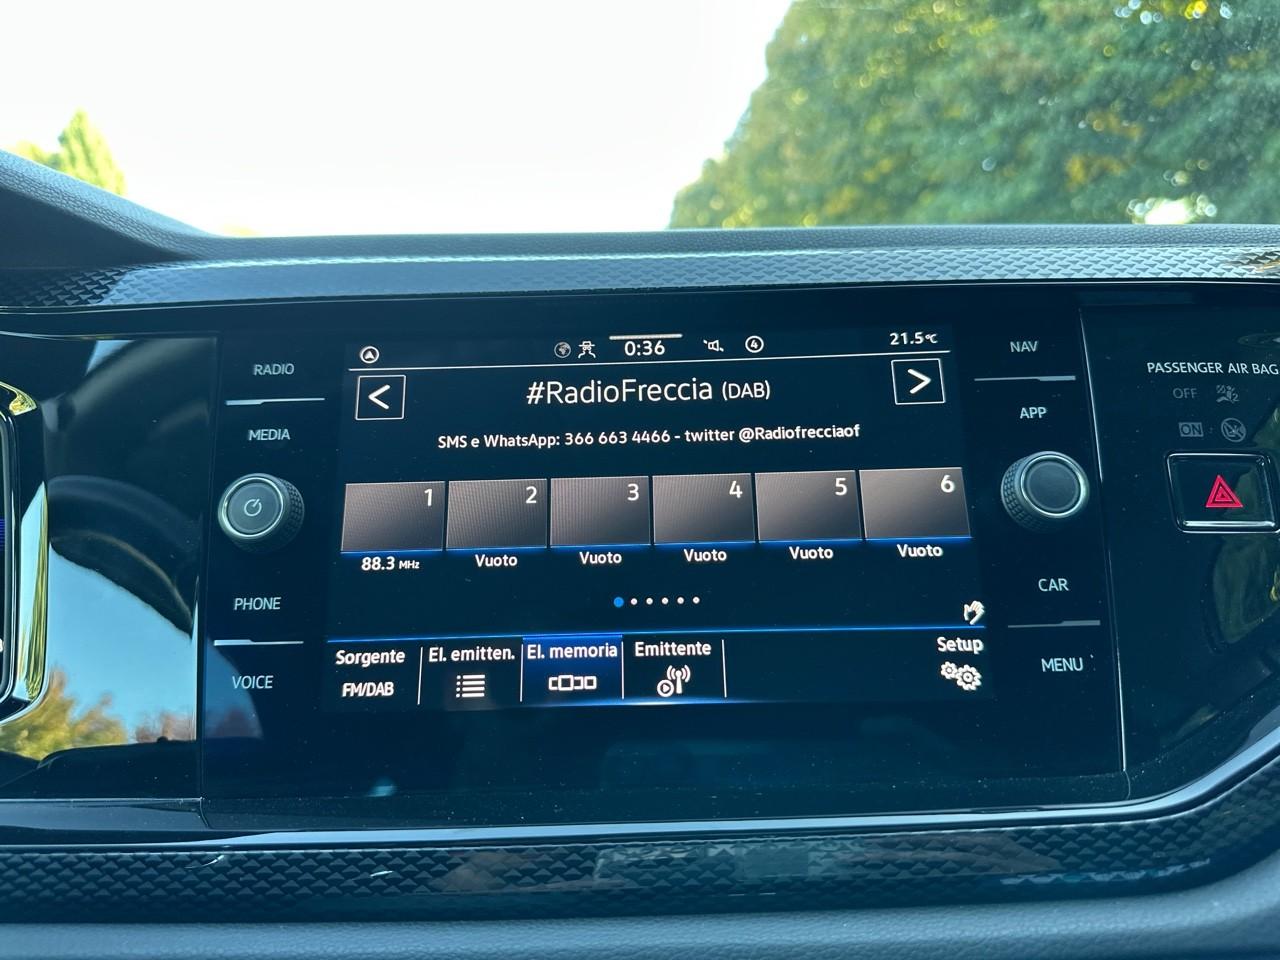 0:36
4
21.5°C
RADIO
NAV
<
#RadioFreccia (DAB)
>
PASSENGER AIR BAG
OFF
2
ON
MEDIA
APP
SMS e WhatsApp: 366 663 4466 - twitter @Radiofrecciaof
1 2 3 4 5 6
88.3 MHz Vuoto Vuoto Vuoto Vuoto Vuoto
PHONE
CAR
Sorgente El. emitten. El. memoria Emittente Setup
FM/DAB
VOICE
MENU